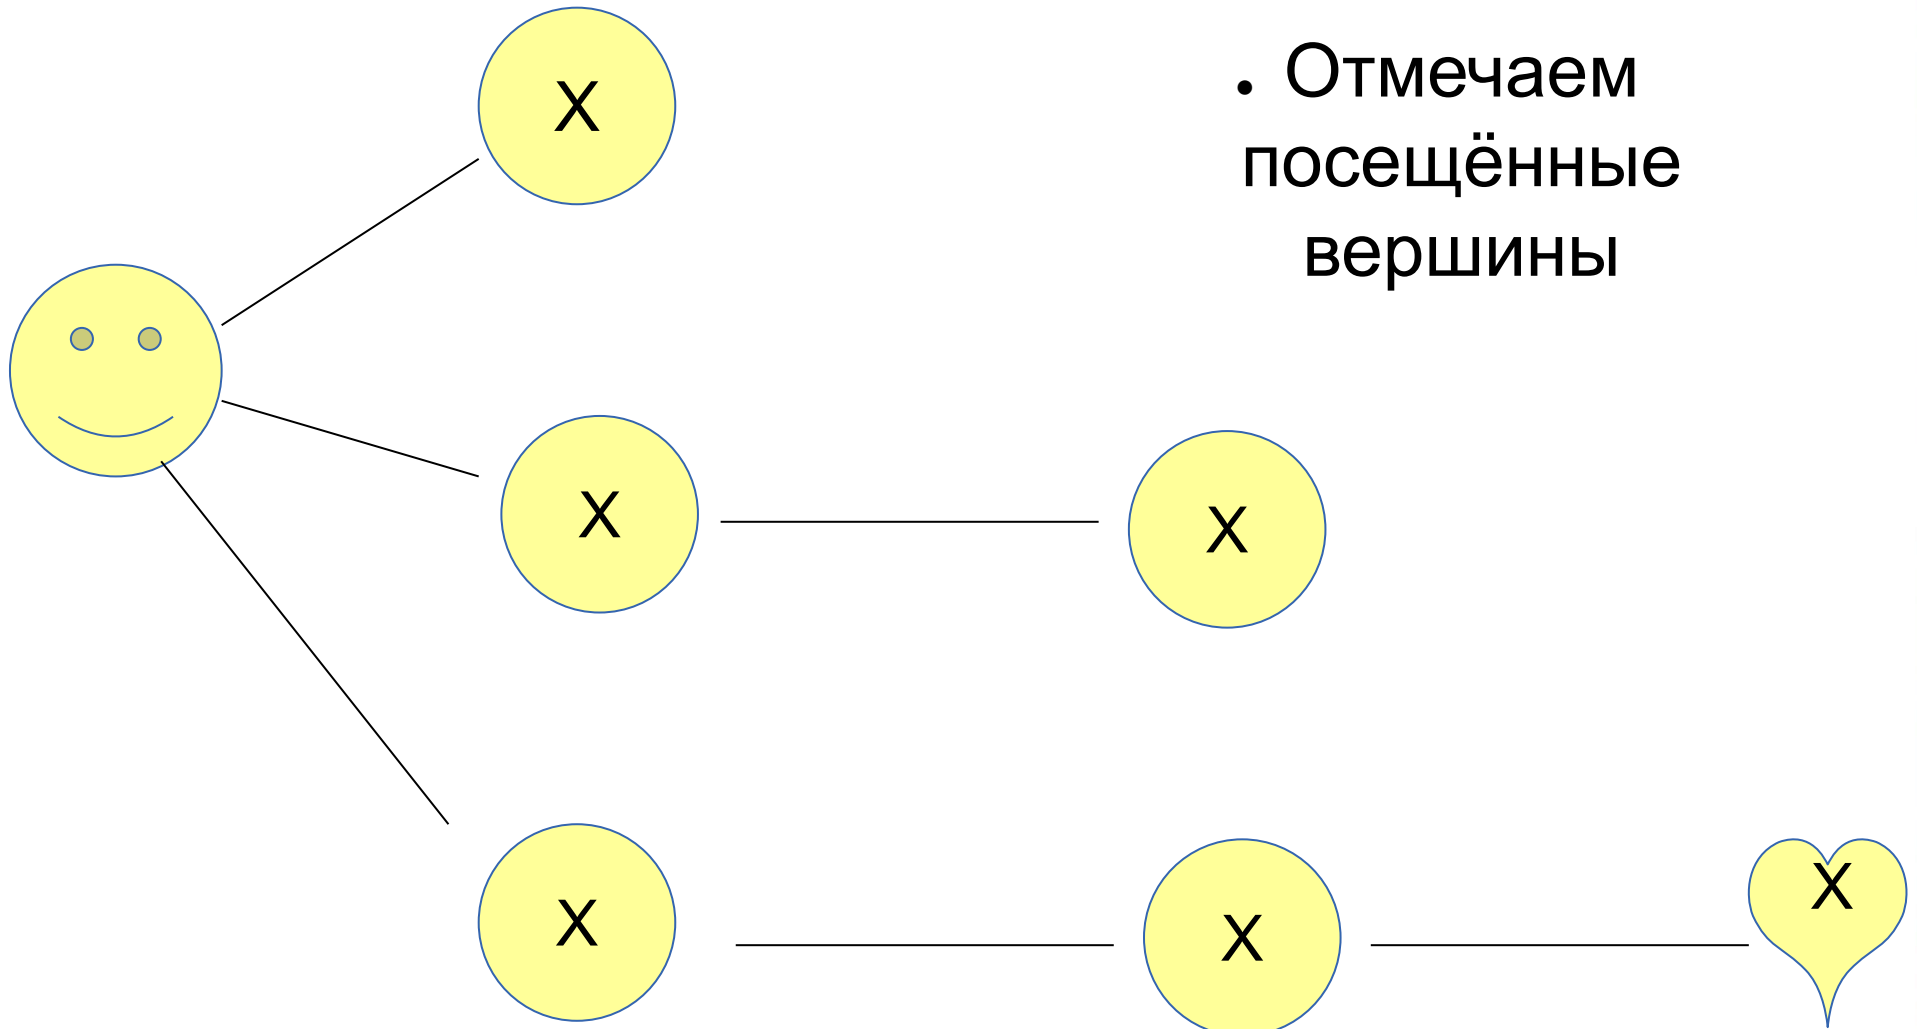 X
• Отмечаем
посещённые
вершины
X
X
X
X
X